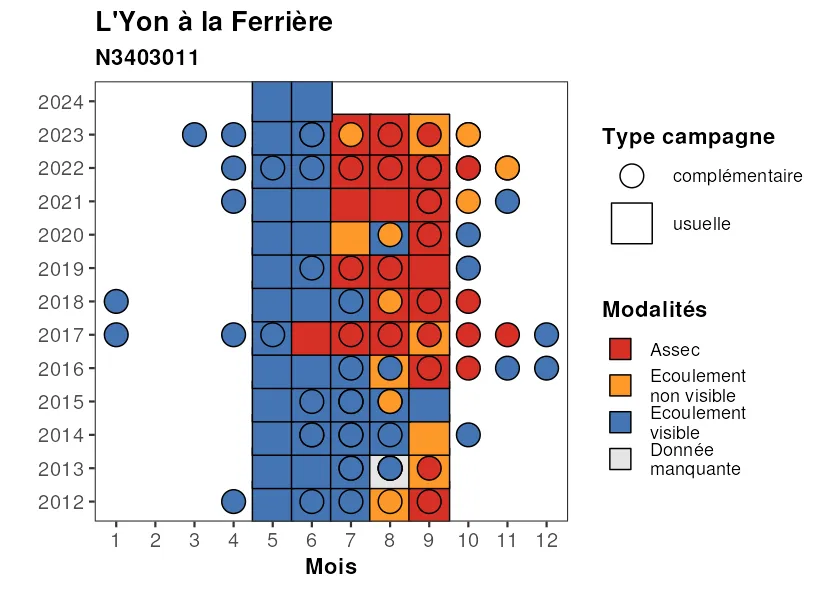 L'Yon à la Ferrière
N3403011
2024
2023
2022
2021
2020
2019
2018
2017
2016
2015
2014
2013
2012
1 2 3 4 5 6 7 8 9 10 11 12
Mois
Type campagne
complémentaire
usuelle
Modalités
Assec
Ecoulement
non visible
Ecoulement
visible
Donnée
manquante